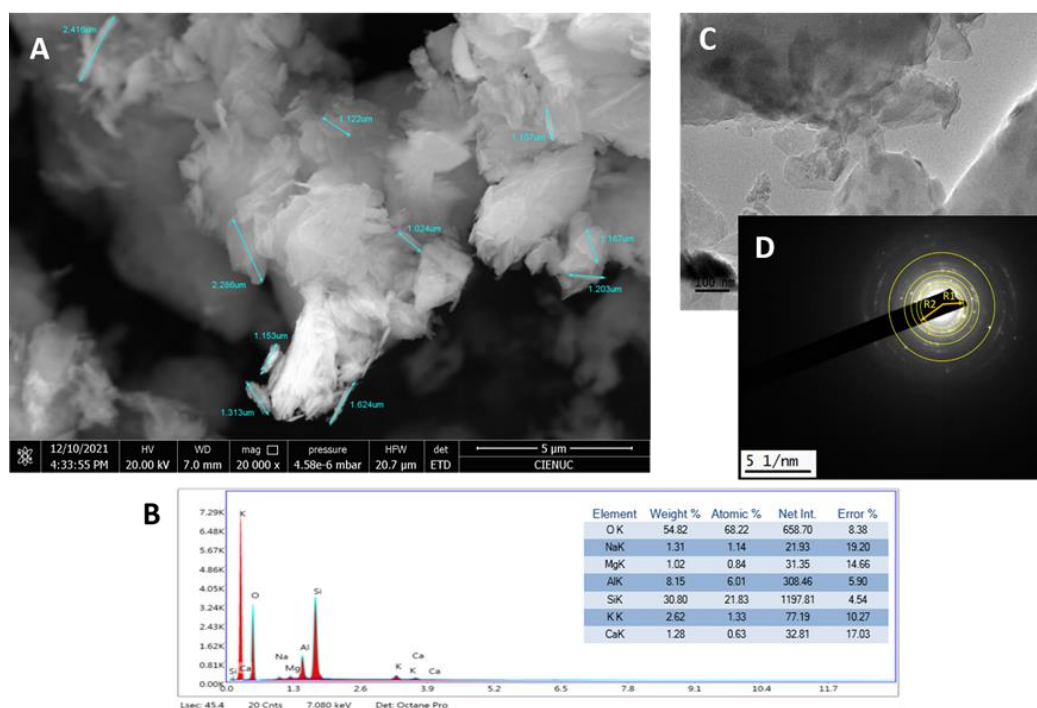 A
2.416um
1.122um
1.107um
1.024um
1.167um
2.286um
1.203um
1.153um
1.313um
1.624um
12/10/2021 HV WD mag pressure HFW det 5 µm
4:33:55 PM 20.00 kV 7.0 mm 20 000 x 4.58e-6 mbar 20.7 µm ETD CIENUC
C
100 nm
D
R1
R2
5 1/nm
B
7.29K
6.48K
5.67K
4.86K
4.05K
3.24K
2.43K
1.62K
0.81K
0.00K
K
O
Si
Al
Na
Mg
Si
Ca
K
K
Ca
Ca
0.0 1.3 2.6 3.9 5.2 6.5 7.8 9.1 10.4 11.7
Lsec: 45.4 20 Cnts 7.080 keV Det: Octane Pro
Element Weight % Atomic % Net Int. Error %
O K 54.82 68.22 658.70 8.38
NaK 1.31 1.14 21.93 19.20
MgK 1.02 0.84 31.35 14.66
AlK 8.15 6.01 308.46 5.90
SiK 30.80 21.83 1197.81 4.54
K K 2.62 1.33 77.19 10.27
CaK 1.28 0.63 32.81 17.03